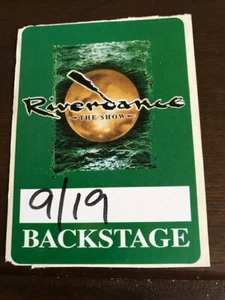 Riverdance
THE SHOW
9/19
BACKSTAGE